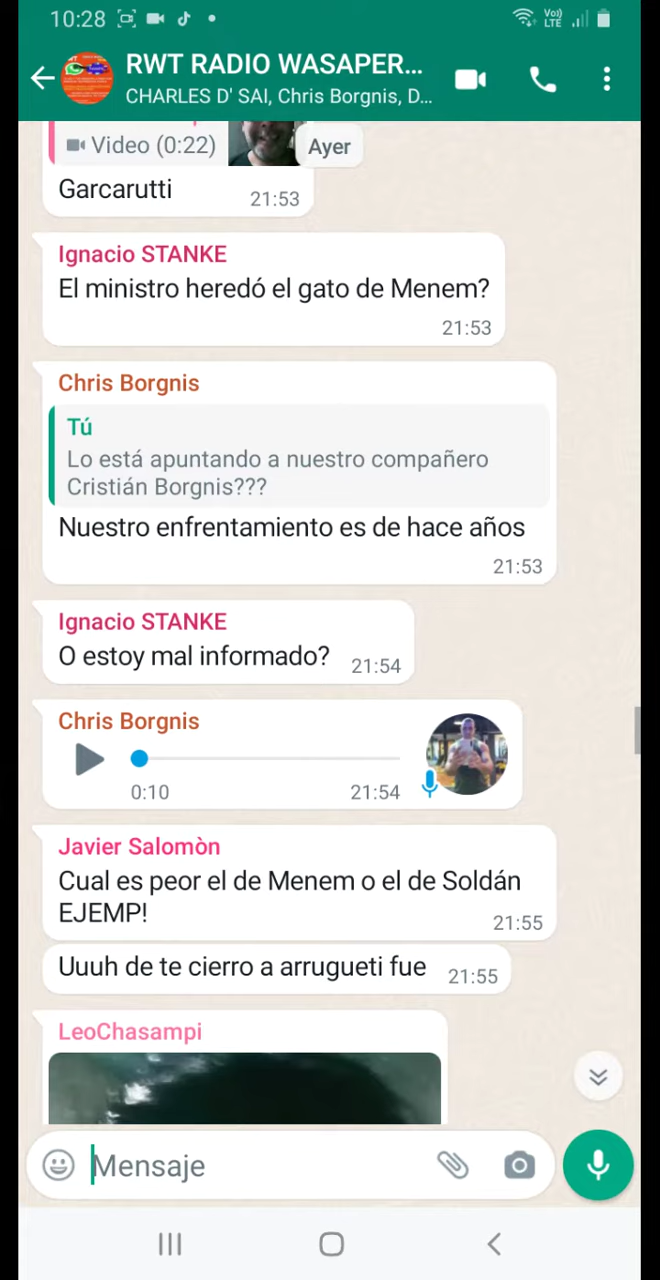 10:28
Vo)) LTE
RWT RADIO WASAPER...
CHARLES D' SAI, Chris Borgnis, D...
Video (0:22)
Ayer
Garcarutti
21:53
Ignacio STANKE
El ministro heredó el gato de Menem?
21:53
Chris Borgnis
Tú
Lo está apuntando a nuestro compañero
Cristián Borgnis???
Nuestro enfrentamiento es de hace años
21:53
Ignacio STANKE
O estoy mal informado? 21:54
Chris Borgnis
0:10 21:54
Javier Salomòn
Cual es peor el de Menem o el de Soldán
EJEMP! 21:55
Uuuh de te cierro a arrugueti fue 21:55
LeoChasampi
Mensaje